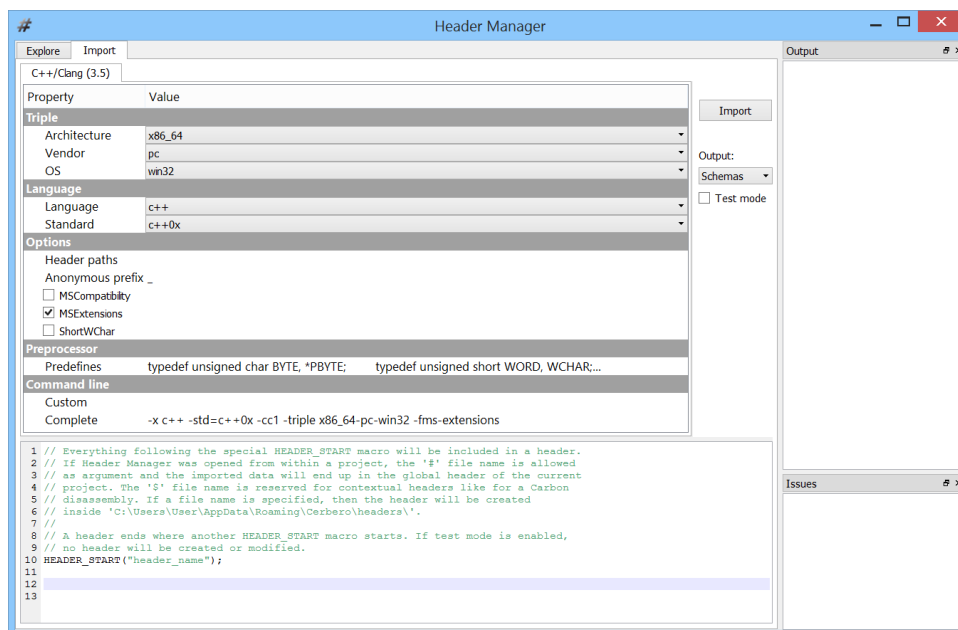 Header Manager
Explore Import
C++/Clang (3.5)
Property Value
Triple
Architecture x86_64
Vendor pc
OS win32
Language
Language c++
Standard c++0x
Options
Header paths
Anonymous prefix _
MSCompatibility
MSExtensions
ShortWChar
Preprocessor
Predefines typedef unsigned char BYTE, *PBYTE; typedef unsigned short WORD, WCHAR;...
Command line
Custom
Complete -x c++ -std=c++0x -cc1 -triple x86_64-pc-win32 -fms-extensions
Import
Output:
Schemas
Test mode
1 // Everything following the special HEADER_START macro will be included in a header.
2 // If Header Manager was opened from within a project, the '#' file name is allowed
3 // as argument and the imported data will end up in the global header of the current
4 // project. The '$' file name is reserved for contextual headers like for a Carbon
5 // disassembly. If a file name is specified, then the header will be created
6 // inside 'C:\Users\User\AppData\Roaming\Cerbero\headers\'.
7 //
8 // A header ends where another HEADER_START macro starts. If test mode is enabled,
9 // no header will be created or modified.
10 HEADER_START("header_name");
11
12
13
Output
Issues